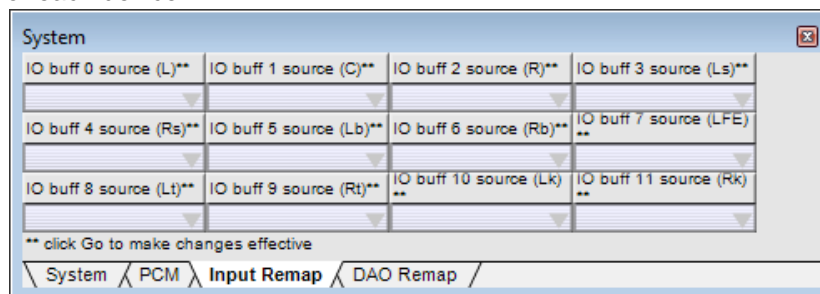 System
IO buff 0 source (L)** IO buff 1 source (C)** IO buff 2 source (R)** IO buff 3 source (Ls)**
IO buff 4 source (Rs)** IO buff 5 source (Lb)** IO buff 6 source (Rb)** IO buff 7 source (LFE)
**
IO buff 8 source (Lt)** IO buff 9 source (Rt)** IO buff 10 source (Lk) IO buff 11 source (Rk)
** **
** click Go to make changes effective
System PCM Input Remap DAO Remap